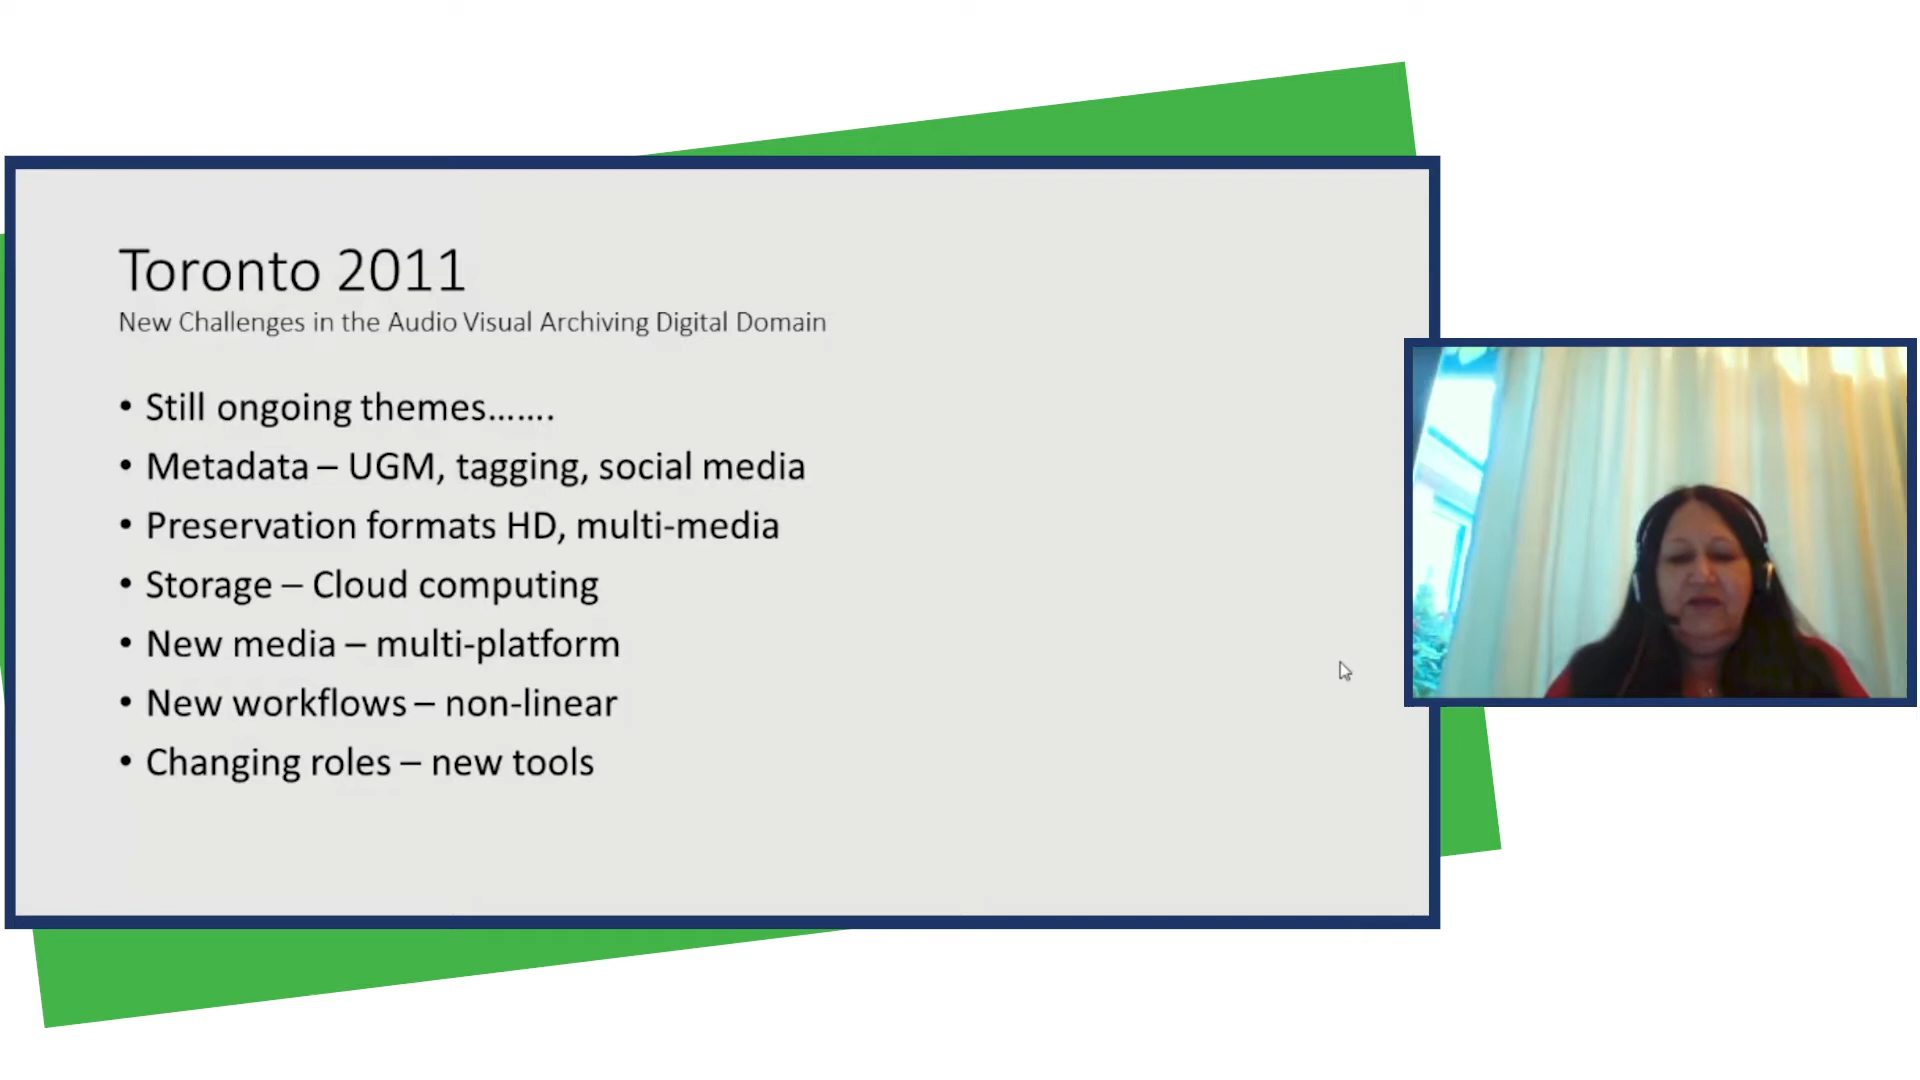 Toronto 2011
New Challenges in the Audio Visual Archiving Digital Domain
• Still ongoing themes.......
• Metadata – UGM, tagging, social media
• Preservation formats HD, multi-media
• Storage – Cloud computing
• New media – multi-platform
• New workflows – non-linear
• Changing roles – new tools